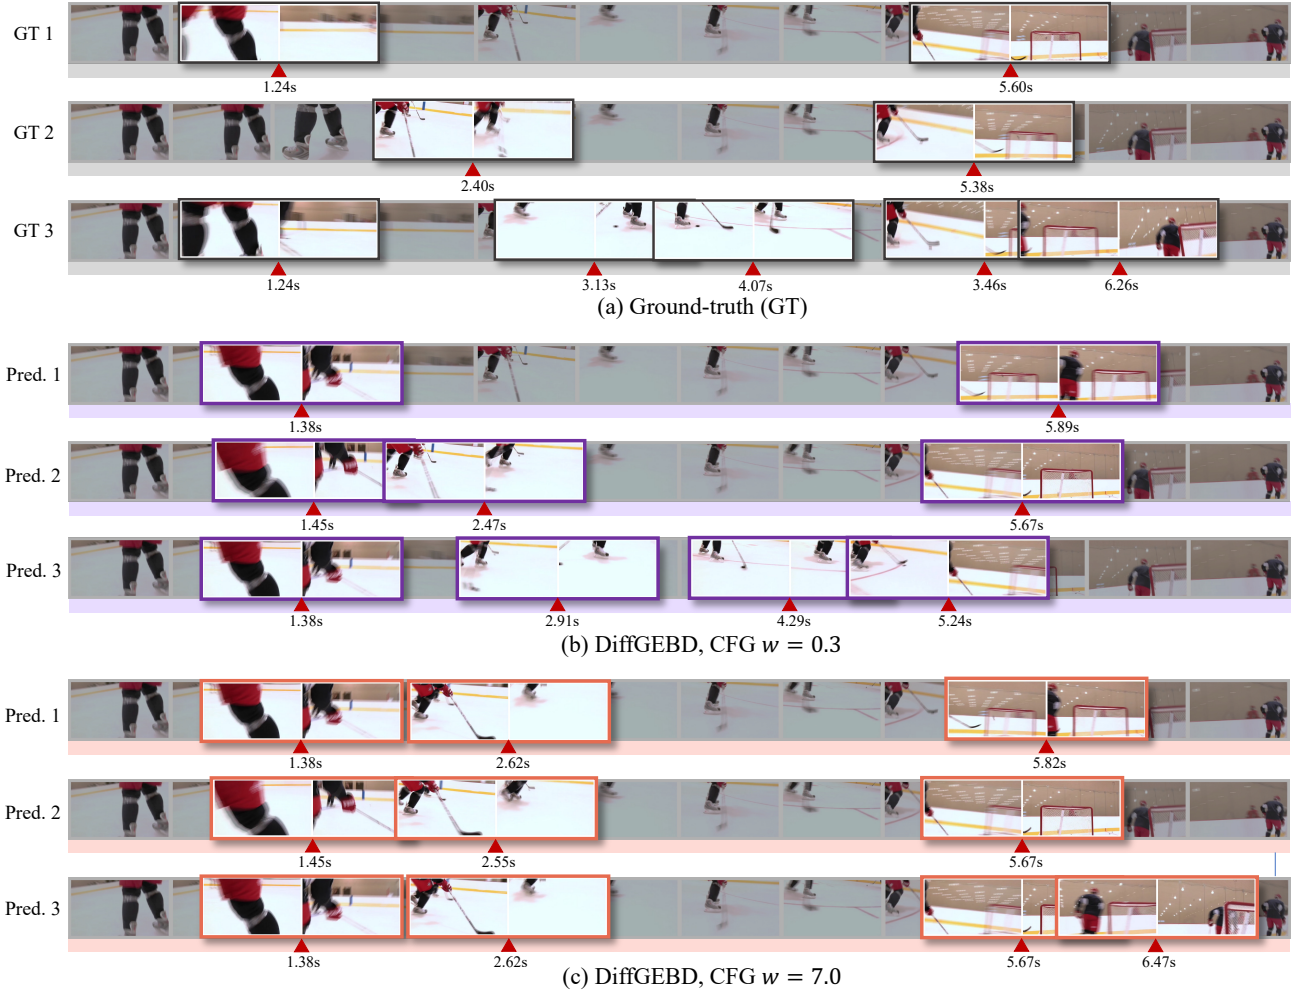 GT 1
1.24s 5.60s
GT 2
2.40s 5.38s
GT 3
1.24s 3.13s 4.07s 3.46s 6.26s
(a) Ground-truth (GT)
Pred. 1
1.38s 5.89s
Pred. 2
1.45s 2.47s 5.67s
Pred. 3
1.38s 2.91s 4.29s 5.24s
(b) DiffGEBD, CFG w = 0.3
Pred. 1
1.38s 2.62s 5.82s
Pred. 2
1.45s 2.55s 5.67s
Pred. 3
1.38s 2.62s 5.67s 6.47s
(c) DiffGEBD, CFG w = 7.0